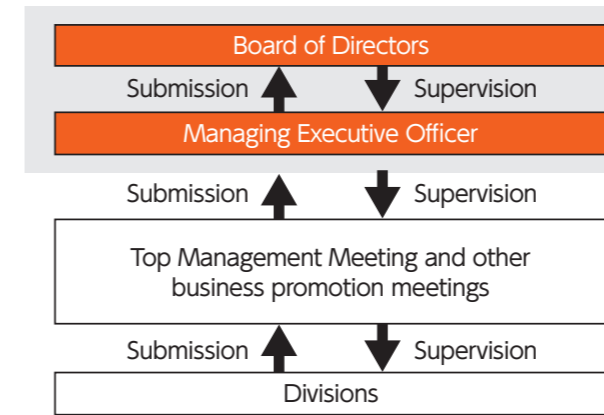 Board of Directors
Submission Supervision
Managing Executive Officer
Submission Supervision
Top Management Meeting and other
business promotion meetings
Submission Supervision
Divisions